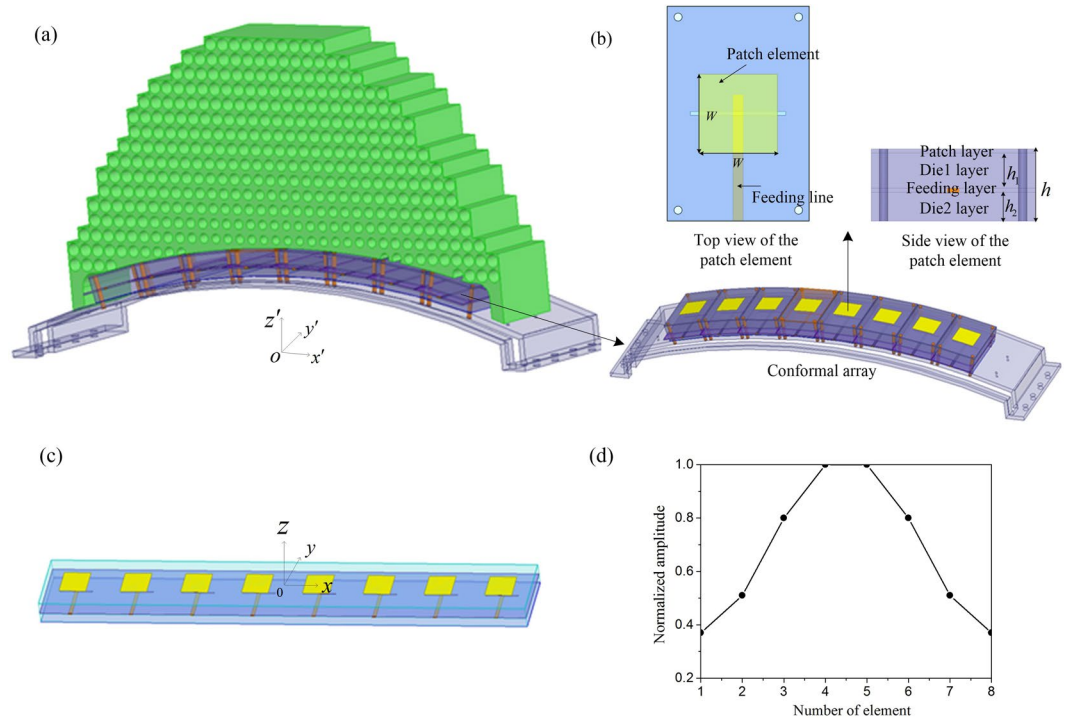 (a)
z′
y′
x′
O
(b)
Patch element
W
W
Feeding line
Top view of the
patch element
Patch layer
Die1 layer
Feeding layer
Die2 layer
h₁
h₂
h
Side view of the
patch element
Conformal array
(c)
z
y
x
0
(d)
Normalized amplitude
1.0
0.8
0.6
0.4
0.2
1 2 3 4 5 6 7 8
Number of element